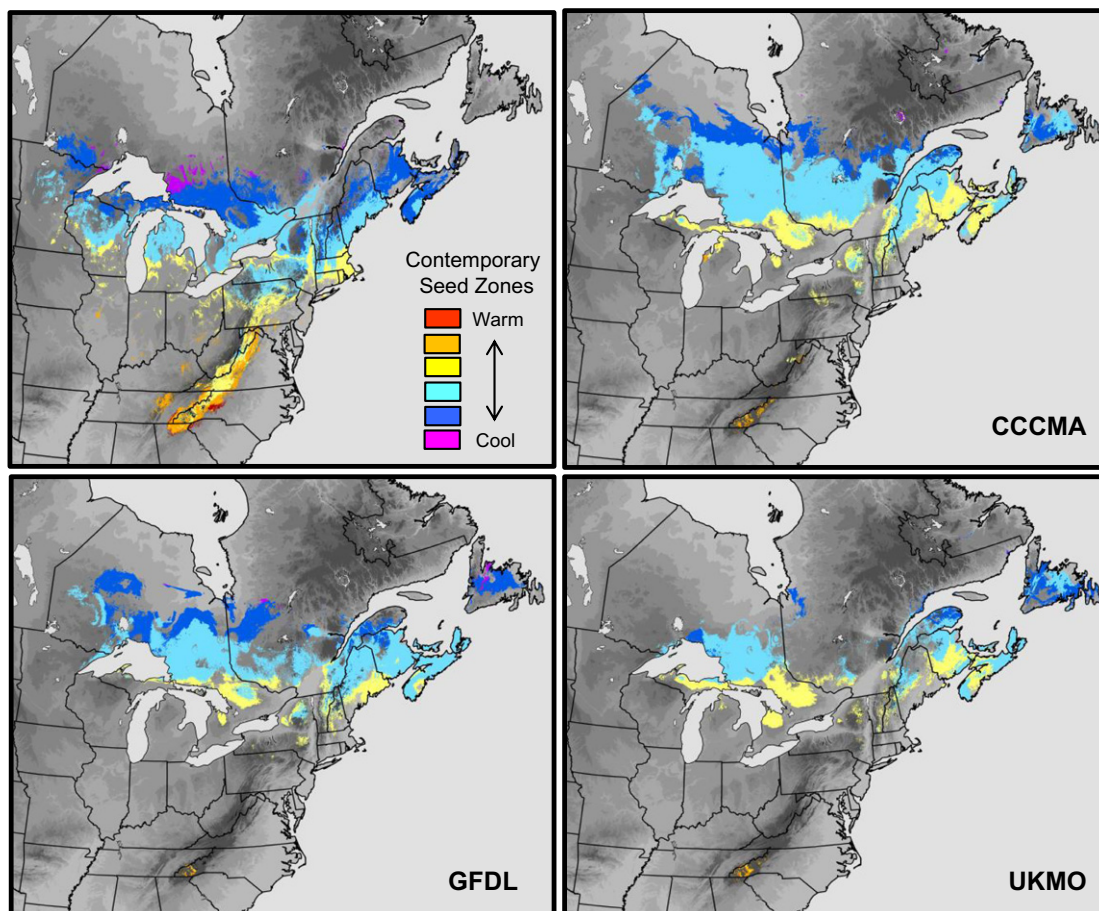 Contemporary
Seed Zones
Warm
Cool
CCCMA
GFDL
UKMO